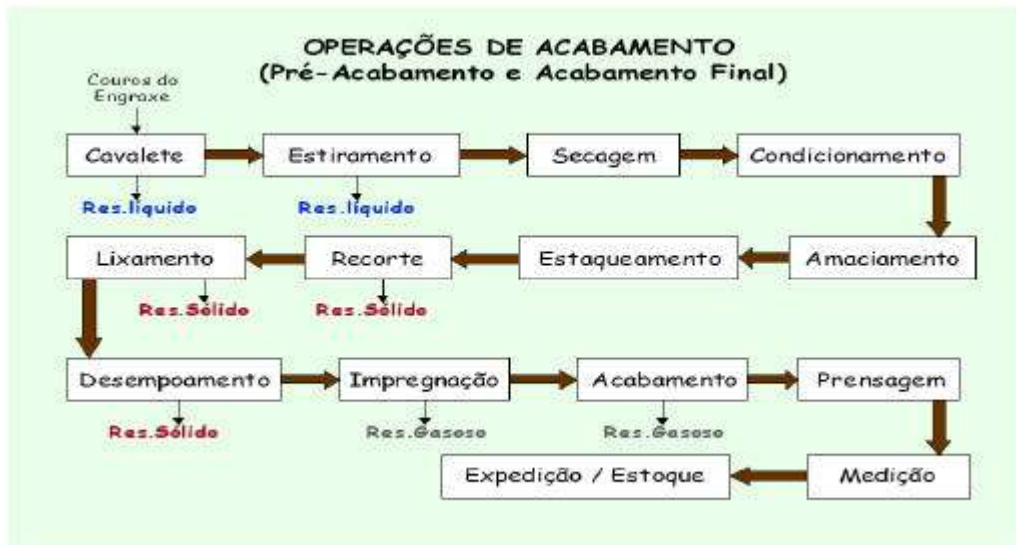 OPERAÇÕES DE ACABAMENTO
(Pré-Acabamento e Acabamento Final)
Couros do
Engraxe
Cavalete
Estiramento
Secagem
Condicionamento
Res.líquido
Res.líquido
Lixamento
Recorte
Estaqueamento
Amaciamento
Res.Sólido
Res.Sólido
Desempoamento
Impregnação
Acabamento
Prensagem
Res.Sólido
Res.Gasoso
Res.Gasoso
Expedição / Estoque
Medição